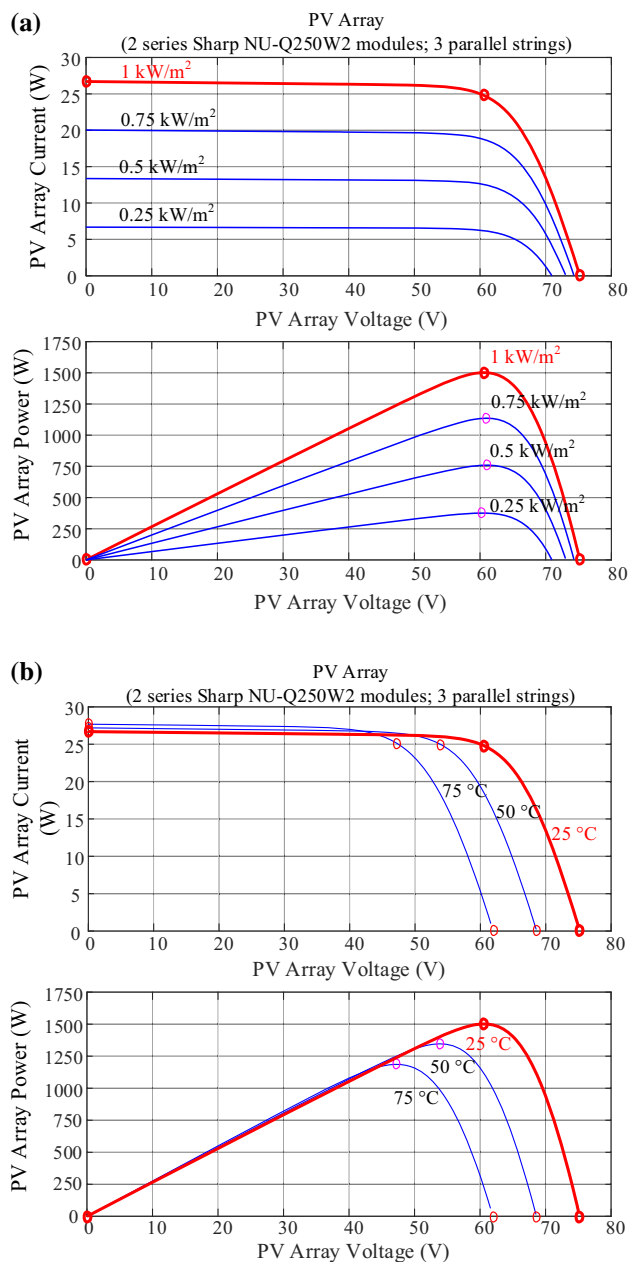 (a)
PV Array
(2 series Sharp NU-Q250W2 modules; 3 parallel strings)
PV Array Current (W)
30
25
20
15
10
5
0
1 kW/m²
0.75 kW/m²
0.5 kW/m²
0.25 kW/m²
0 10 20 30 40 50 60 70 80
PV Array Voltage (V)
PV Array Power (W)
1750
1500
1250
1000
750
500
250
0
1 kW/m²
0.75 kW/m²
0.5 kW/m²
0.25 kW/m²
0 10 20 30 40 50 60 70 80
PV Array Voltage (V)
(b)
PV Array
(2 series Sharp NU-Q250W2 modules; 3 parallel strings)
PV Array Current
(W)
30
25
20
15
10
5
0
75 °C
50 °C
25 °C
0 10 20 30 40 50 60 70 80
PV Array Voltage (V)
PV Array Power (W)
1750
1500
1250
1000
750
500
250
0
25 °C
50 °C
75 °C
0 10 20 30 40 50 60 70 80
PV Array Voltage (V)